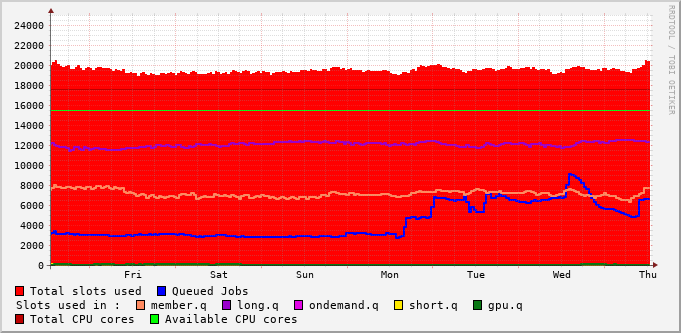 RRDTOOL / TOBI OETIKER
24000
22000
20000
18000
16000
14000
12000
10000
8000
6000
4000
2000
0
Fri Sat Sun Mon Tue Wed Thu
Total slots used Queued Jobs
Slots used in : member.q long.q ondemand.q short.q gpu.q
Total CPU cores Available CPU cores